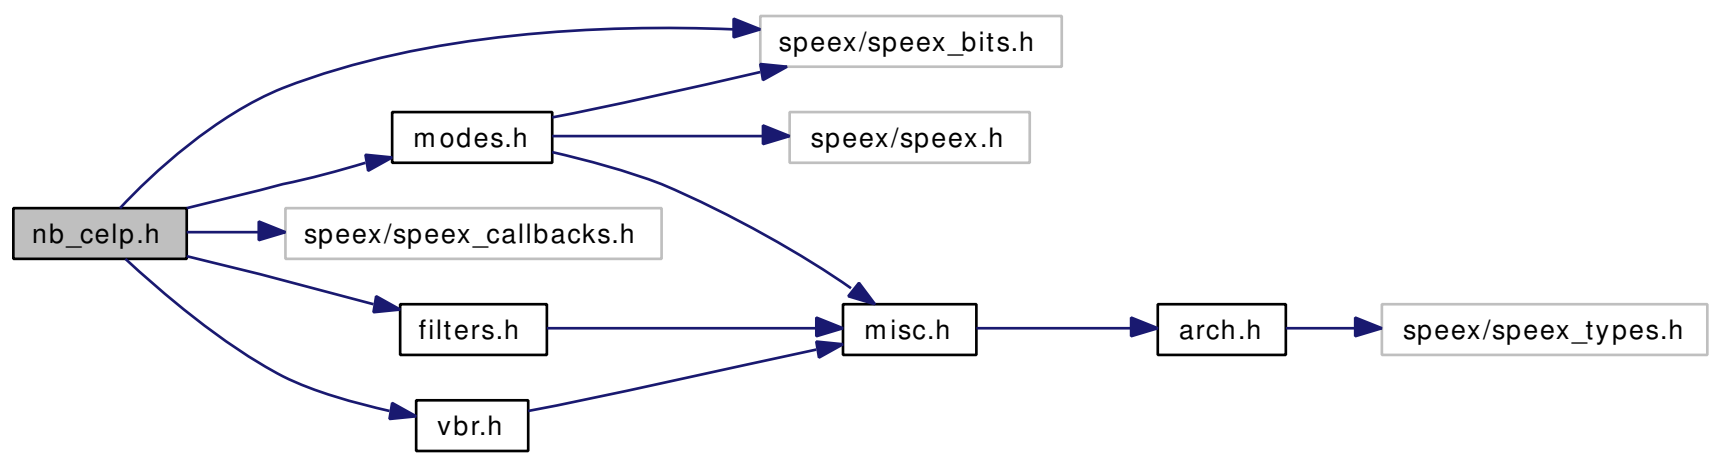 speex/speex_bits.h
modes.h
speex/speex.h
nb_celp.h
speex/speex_callbacks.h
filters.h
misc.h
arch.h
speex/speex_types.h
vbr.h